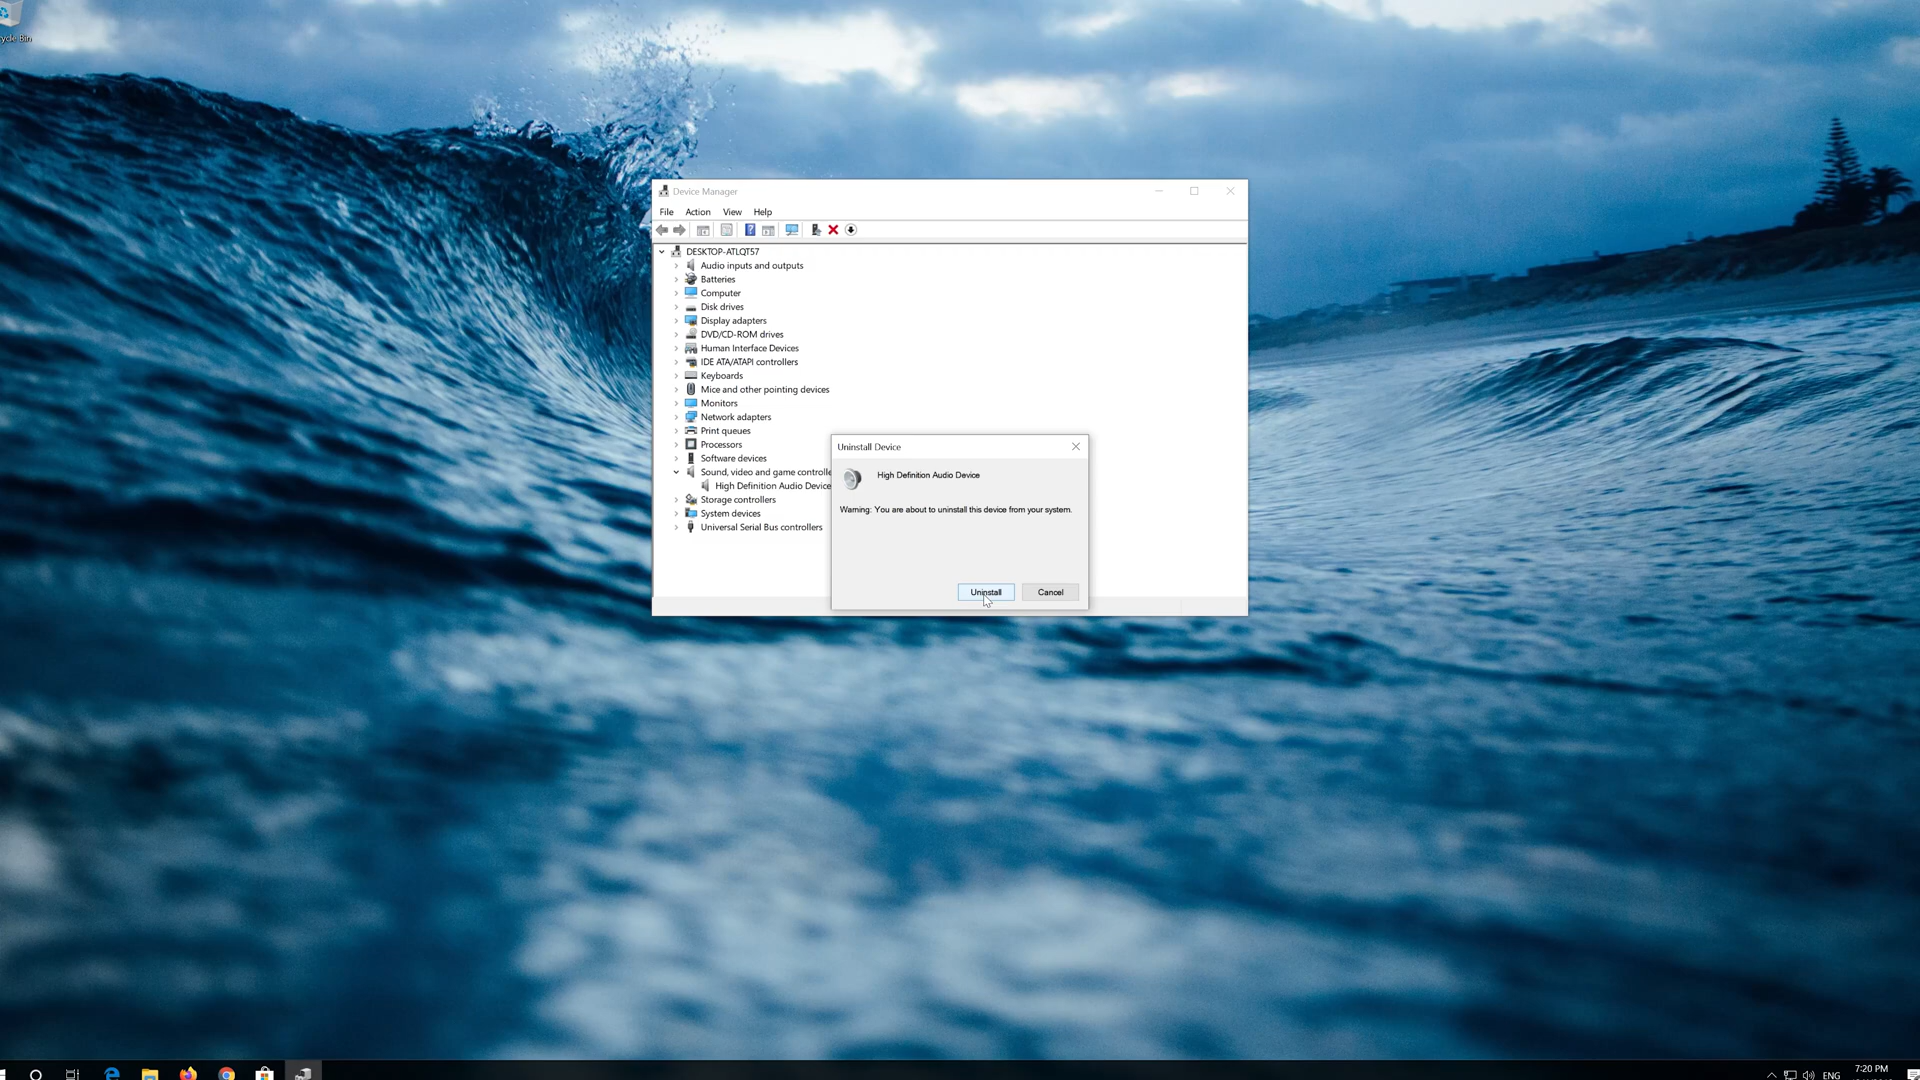 ycle Bin
Device Manager
File Action View Help
DESKTOP-ATLQT57
Audio inputs and outputs
Batteries
Computer
Disk drives
Display adapters
DVD/CD-ROM drives
Human Interface Devices
IDE ATA/ATAPI controllers
Keyboards
Mice and other pointing devices
Monitors
Network adapters
Print queues
Processors
Software devices
Sound, video and game controlle
High Definition Audio Device
Storage controllers
System devices
Universal Serial Bus controllers
Uninstall Device
High Definition Audio Device
Warning: You are about to uninstall this device from your system.
Uninstall Cancel
ENG
7:20 PM